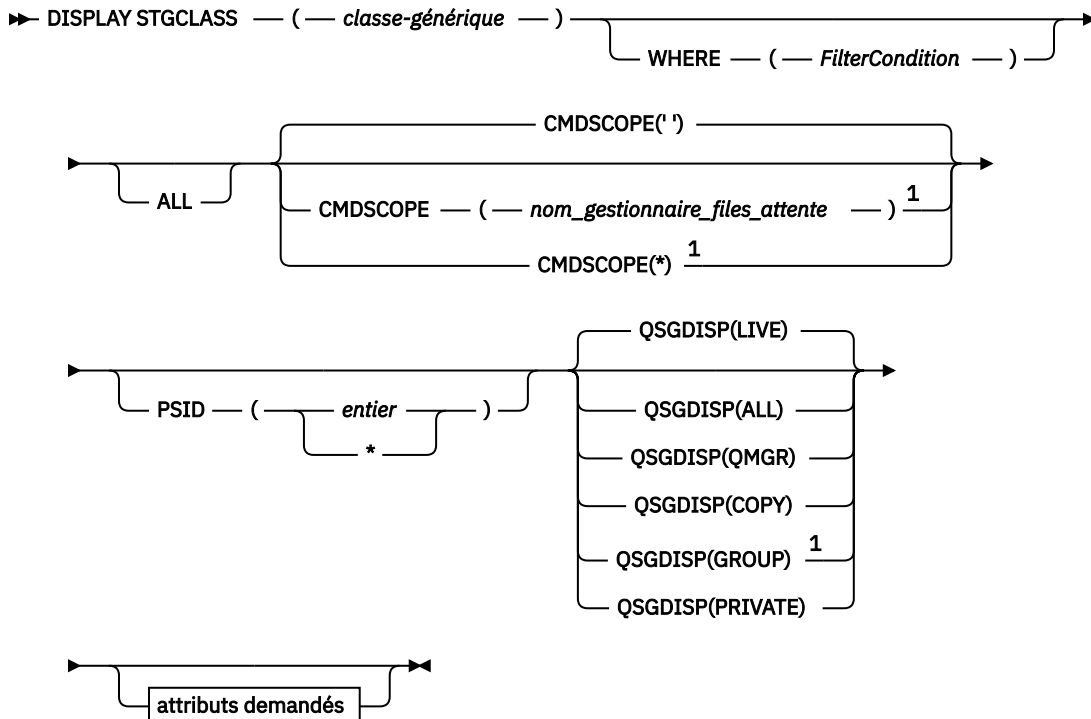 DISPLAY STGCLASS ( classe-générique )
WHERE ( FilterCondition )
CMDSCOPE(' ')
ALL
CMDSCOPE ( nom_gestionnaire_files_attente ) 1
CMDSCOPE(*) 1
QSGDISP(LIVE)
PSID ( entier )
*
QSGDISP(ALL)
QSGDISP(QMGR)
QSGDISP(COPY)
QSGDISP(GROUP) 1
QSGDISP(PRIVATE)
attributs demandés